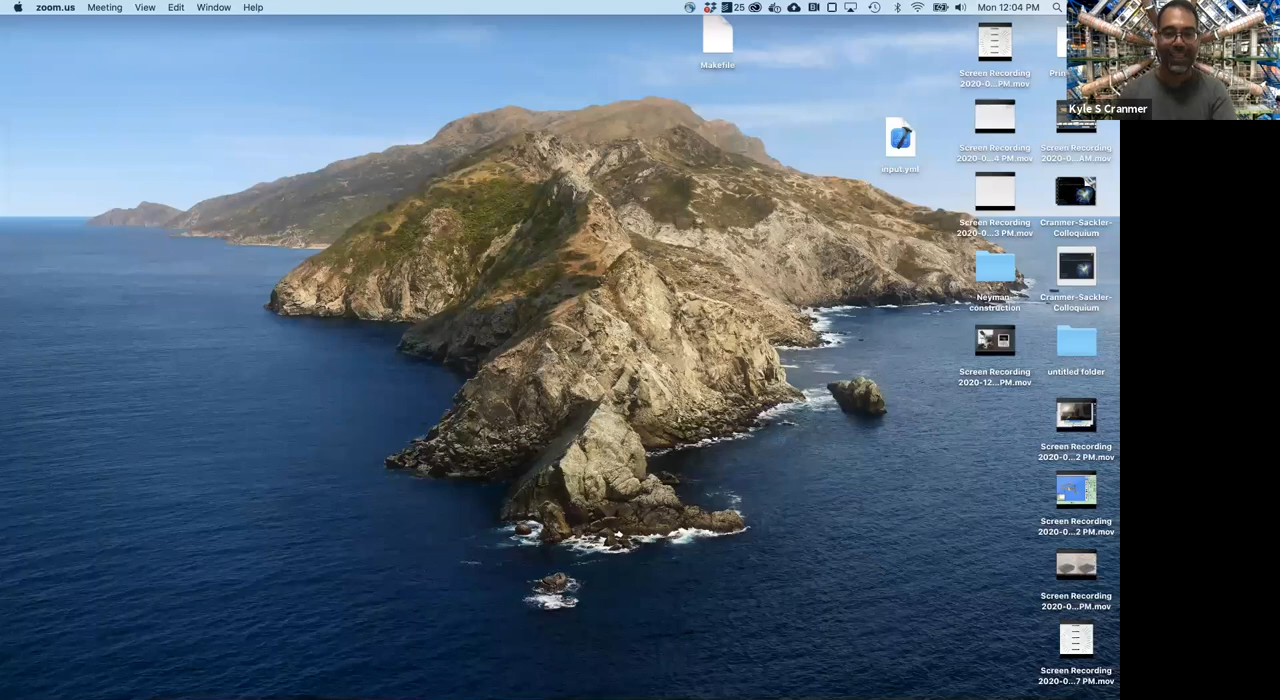 zoom.us Meeting View Edit Window Help
25 Mon 12:04 PM
Kyle S Cranmer
Makefile
input.yml
Screen Recording
2020-0...PM.mov
Prin
Screen Recording
2020-0...4 PM.mov
Screen Recording
2020-0...AM.mov
Screen Recording
2020-0...3 PM.mov
Cranmer-Sackler-
Colloquium
Neyman-
construction
Cranmer-Sackler-
Colloquium
Screen Recording
2020-12...PM.mov
untitled folder
Screen Recording
2020-0...2 PM.mov
Screen Recording
2020-0...2 PM.mov
Screen Recording
2020-0...PM.mov
Screen Recording
2020-0...7 PM.mov